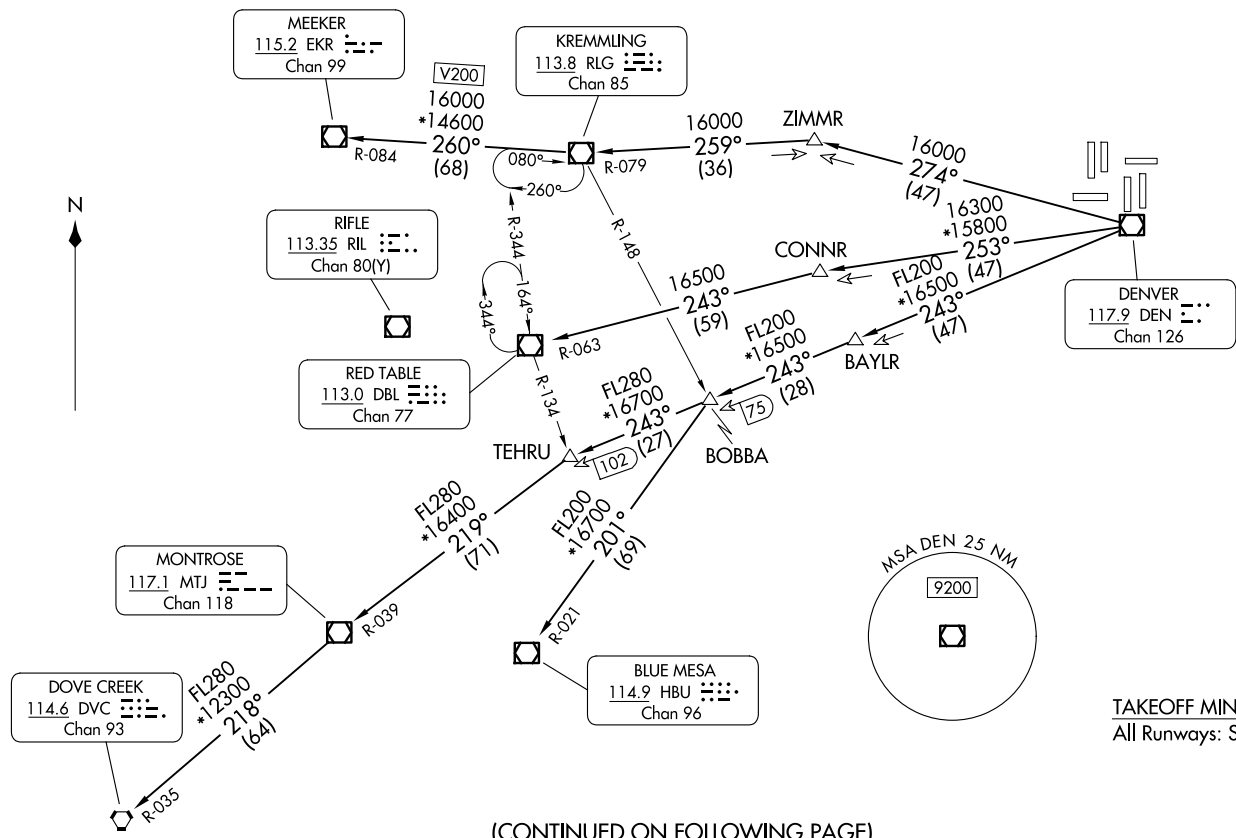 MEEKER
115.2 EKR
Chan 99
KREMMLING
113.8 RLG
Chan 85
V200
16000
*14600
260°
(68)
R-084
080°
260°
R-079
16000
259°
(36)
ZIMMR
16000
274°
(47)
N
RIFLE
113.35 RIL
Chan 80(Y)
R-344
164°
344°
R-148
CONNR
16300
*15800
253°
(47)
16500
243°
(59)
R-063
FL200
*16500
243°
(47)
DENVER
117.9 DEN
Chan 126
BAYLR
RED TABLE
113.0 DBL
Chan 77
R-134
FL200
*16500
243°
(28)
75
BOBBA
FL280
*16700
243°
(27)
TEHRU
102
FL280
*16400
219°
(71)
FL200
*16700
201°
(69)
MSA DEN 25 NM
9200
MONTROSE
117.1 MTJ
Chan 118
R-039
R-021
BLUE MESA
114.9 HBU
Chan 96
DOVE CREEK
114.6 DVC
Chan 93
FL280
*12300
218°
(64)
R-035
TAKEOFF MIN
All Runways: S
(CONTINUED ON FOLLOWING PAGE)